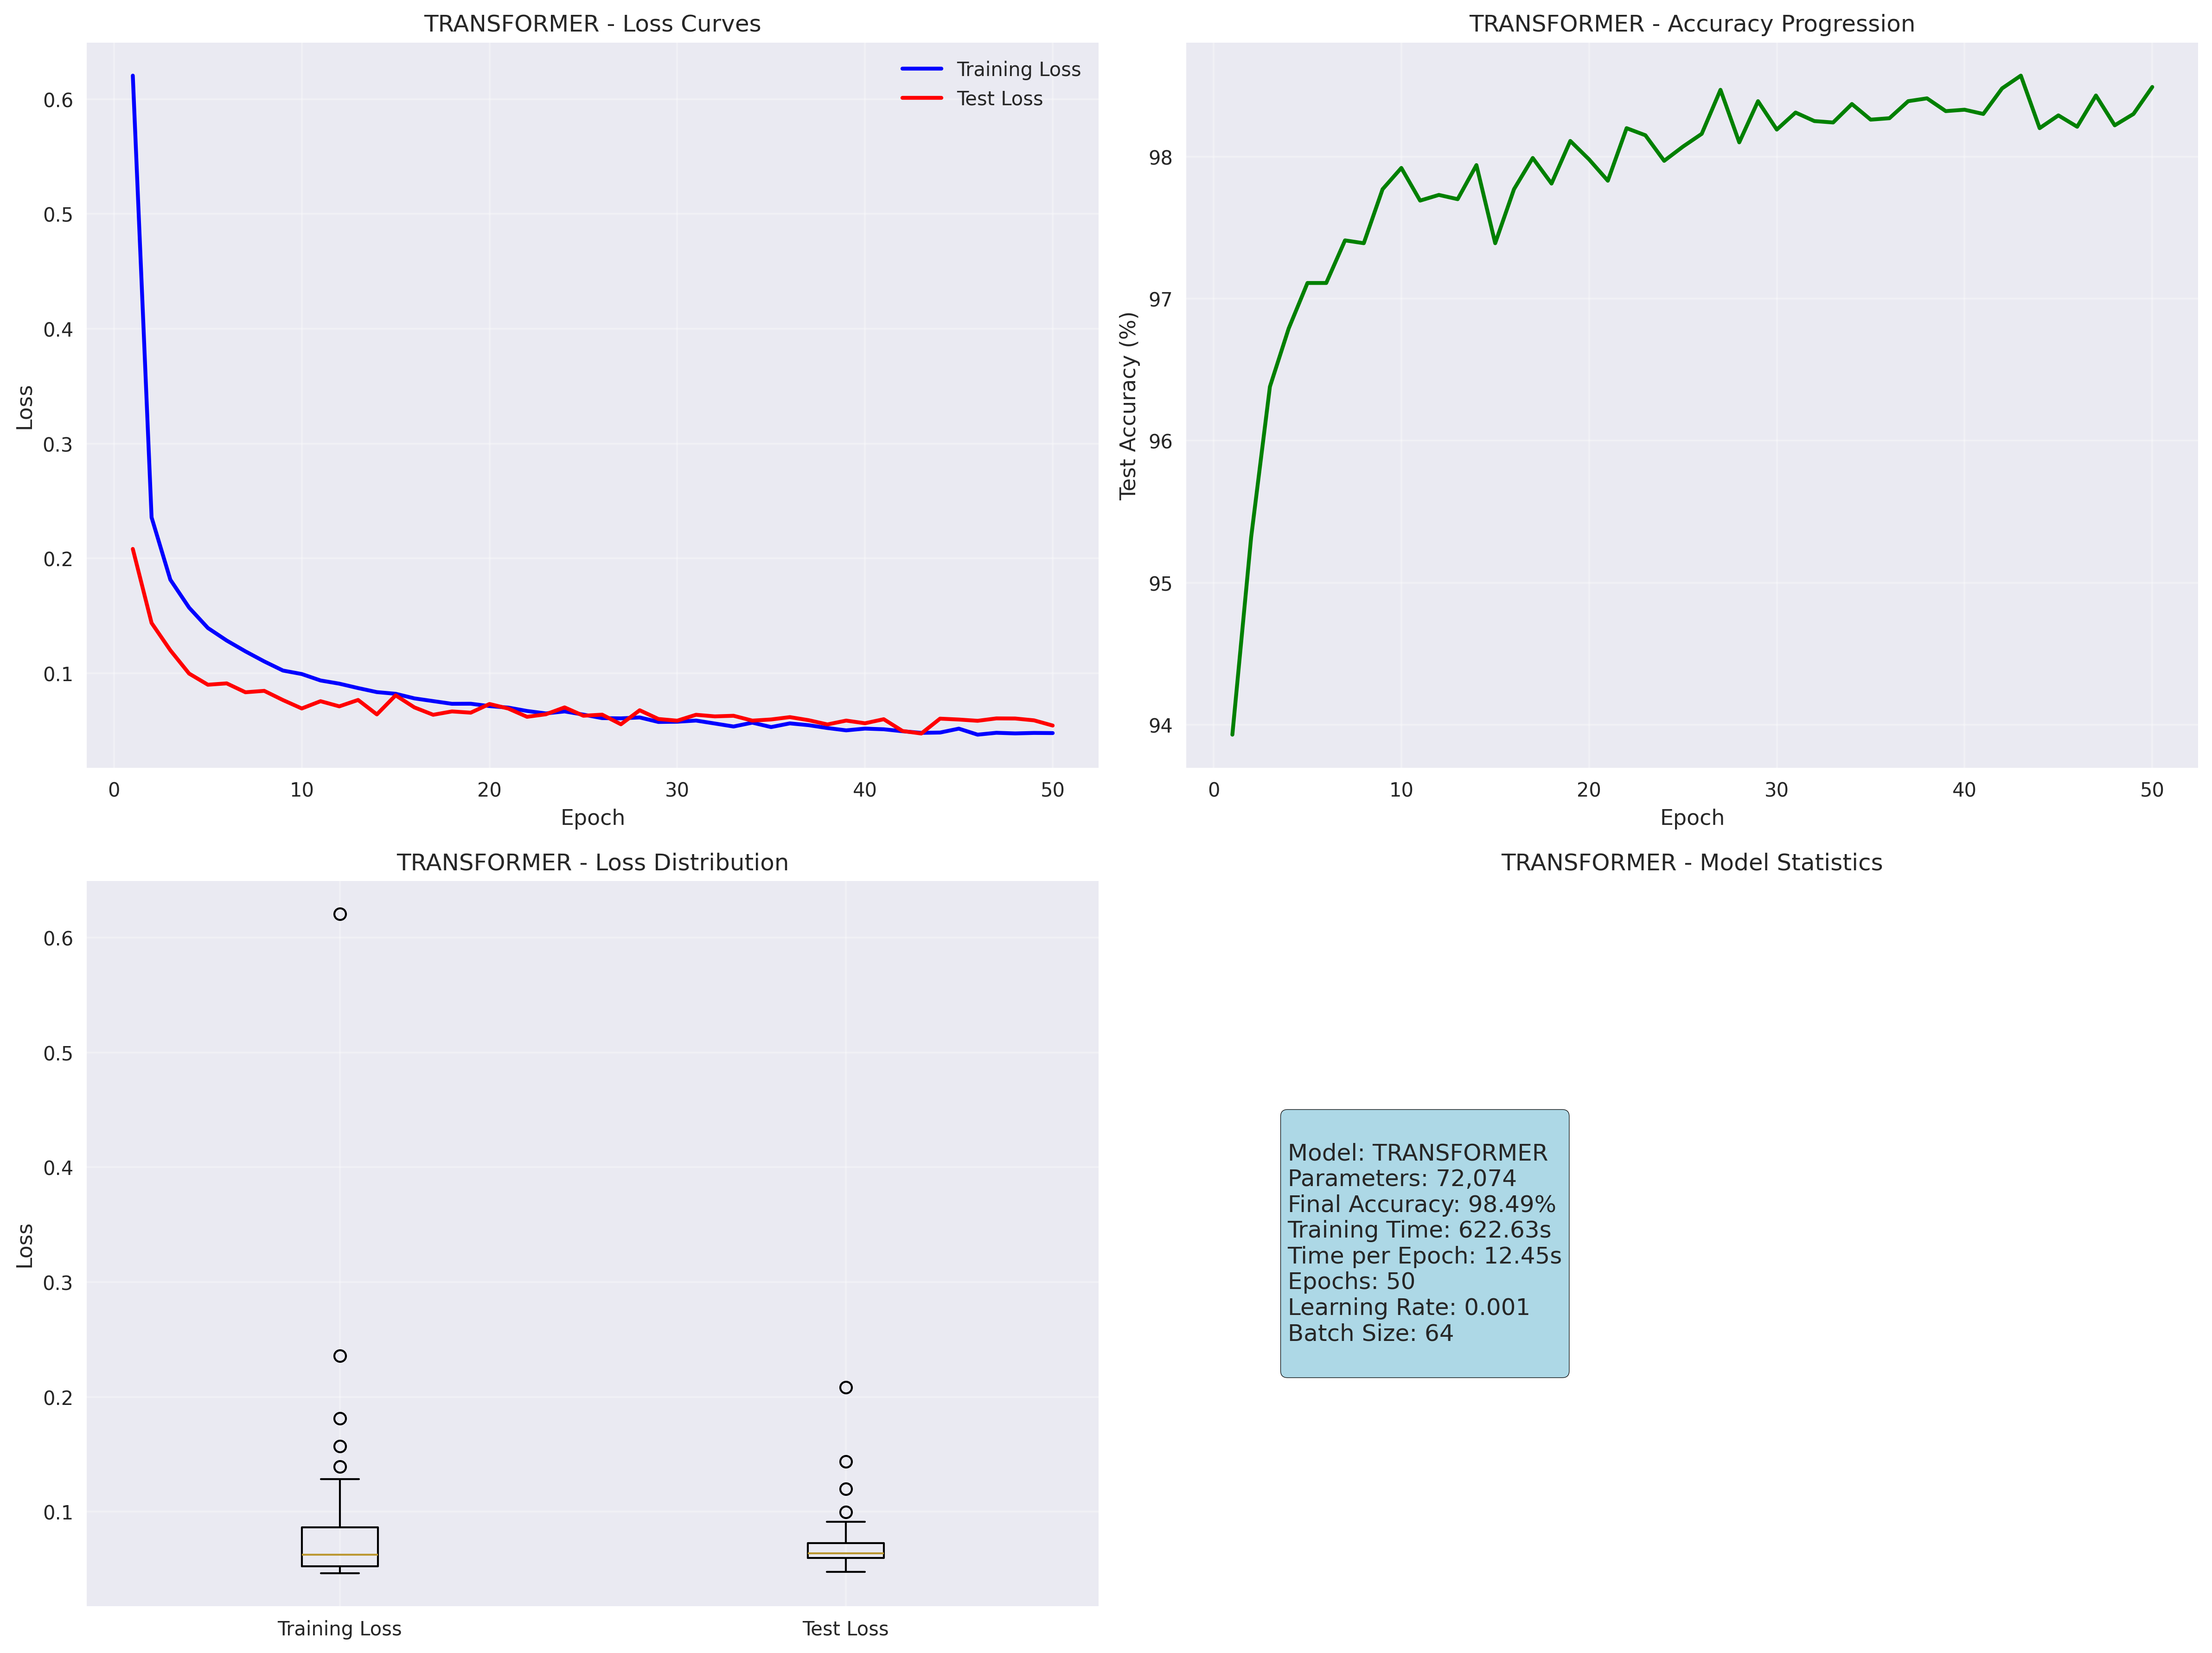 TRANSFORMER - Loss Curves
Training Loss
Test Loss
0.6
0.5
0.4
0.3
0.2
0.1
Loss
0 10 20 30 40 50
Epoch
TRANSFORMER - Accuracy Progression
98
97
96
95
94
Test Accuracy (%)
0 10 20 30 40 50
Epoch
TRANSFORMER - Loss Distribution
0.6
0.5
0.4
0.3
0.2
0.1
Loss
Training Loss Test Loss
TRANSFORMER - Model Statistics
Model: TRANSFORMER
Parameters: 72,074
Final Accuracy: 98.49%
Training Time: 622.63s
Time per Epoch: 12.45s
Epochs: 50
Learning Rate: 0.001
Batch Size: 64